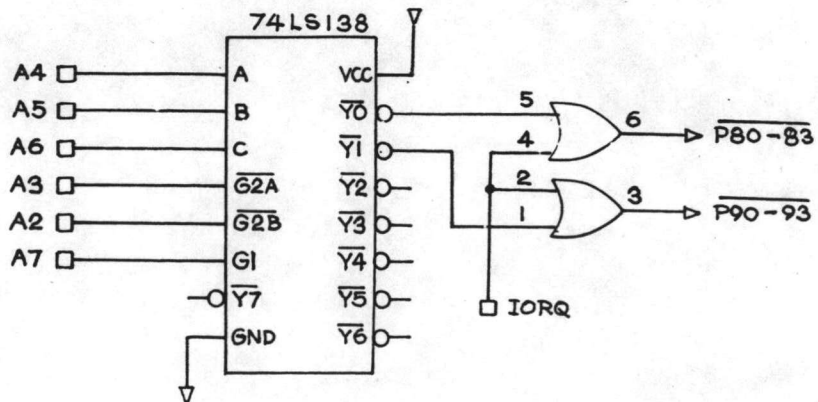 74LS138
A4 A VCC
A5 B Y0 5 6 P80-83
A6 C Y1 4
A3 G2A Y2 2 3 P90-93
A2 G2B Y3 1
A7 G1 Y4
Y7 Y5 IORQ
GND Y6